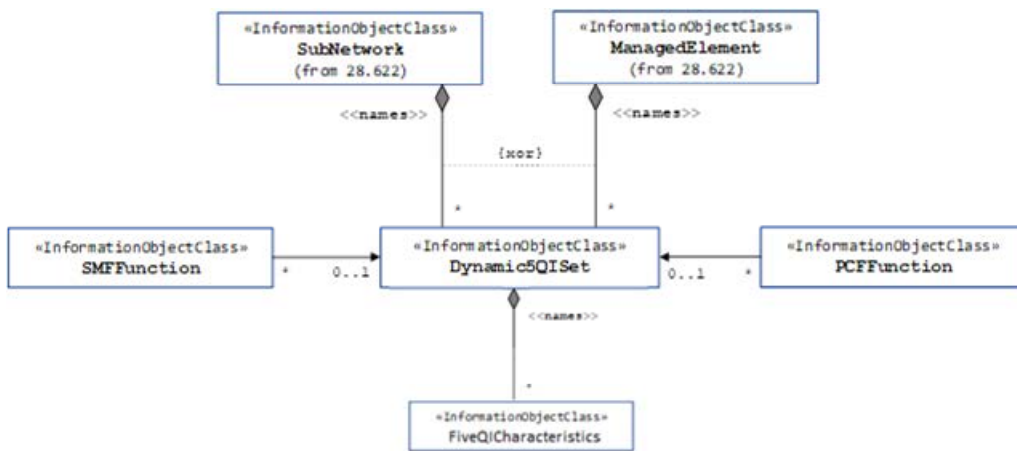 «InformationObjectClass»
SubNetwork
(from 28.622)
«InformationObjectClass»
ManagedElement
(from 28.622)
<<names>>
<<names>>
{xor}
*
*
«InformationObjectClass»
SMFFunction
*
0..1
«InformationObjectClass»
Dynamic5QISet
0..1
*
«InformationObjectClass»
PCFFunction
<<names>>
*
«InformationObjectClass»
FiveQICharacteristics